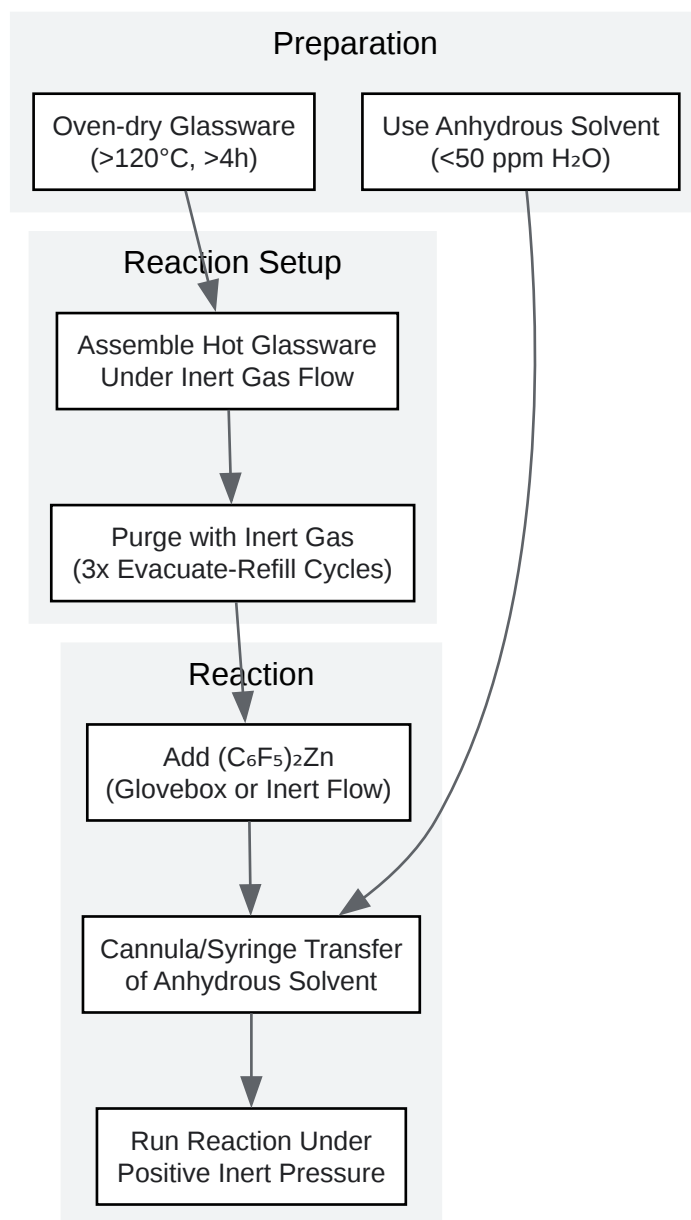 Preparation
Oven-dry Glassware
(>120°C, >4h)
Use Anhydrous Solvent
(<50 ppm H₂O)
Reaction Setup
Assemble Hot Glassware
Under Inert Gas Flow
Purge with Inert Gas
(3x Evacuate-Refill Cycles)
Reaction
Add (C₆F₅)₂Zn
(Glovebox or Inert Flow)
Cannula/Syringe Transfer
of Anhydrous Solvent
Run Reaction Under
Positive Inert Pressure